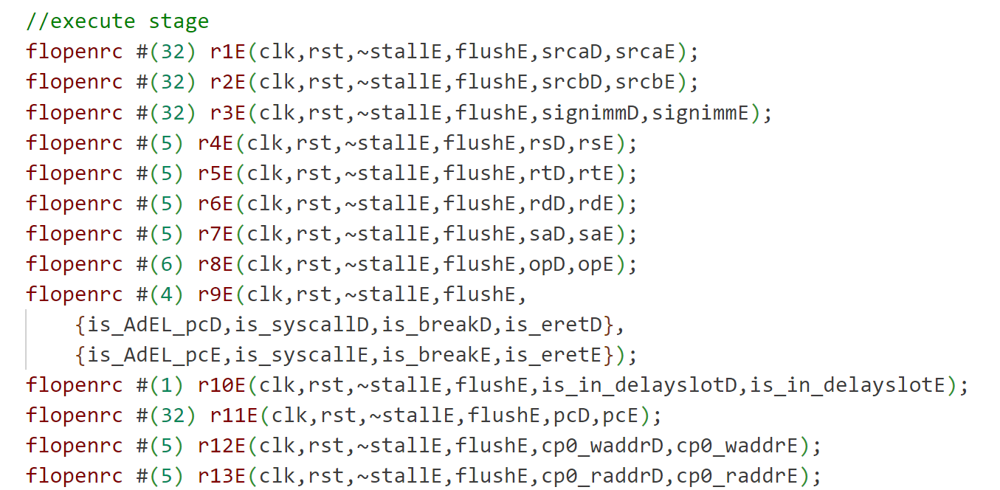 //execute stage
flopenrc #(32) r1E(clk,rst,~stallE,flushE,srcaD,srcaE);
flopenrc #(32) r2E(clk,rst,~stallE,flushE,srcbD,srcbE);
flopenrc #(32) r3E(clk,rst,~stallE,flushE,signimmD,signimmE);
flopenrc #(5) r4E(clk,rst,~stallE,flushE,rsD,rsE);
flopenrc #(5) r5E(clk,rst,~stallE,flushE,rtD,rtE);
flopenrc #(5) r6E(clk,rst,~stallE,flushE,rdD,rdE);
flopenrc #(5) r7E(clk,rst,~stallE,flushE,saD,saE);
flopenrc #(6) r8E(clk,rst,~stallE,flushE,opD,opE);
flopenrc #(4) r9E(clk,rst,~stallE,flushE,
    {is_AdEL_pcD,is_syscallD,is_breakD,is_eretD},
    {is_AdEL_pcE,is_syscallE,is_breakE,is_eretE});
flopenrc #(1) r10E(clk,rst,~stallE,flushE,is_in_delayslotD,is_in_delayslotE);
flopenrc #(32) r11E(clk,rst,~stallE,flushE,pcD,pcE);
flopenrc #(5) r12E(clk,rst,~stallE,flushE,cp0_waddrD,cp0_waddrE);
flopenrc #(5) r13E(clk,rst,~stallE,flushE,cp0_raddrD,cp0_raddrE);